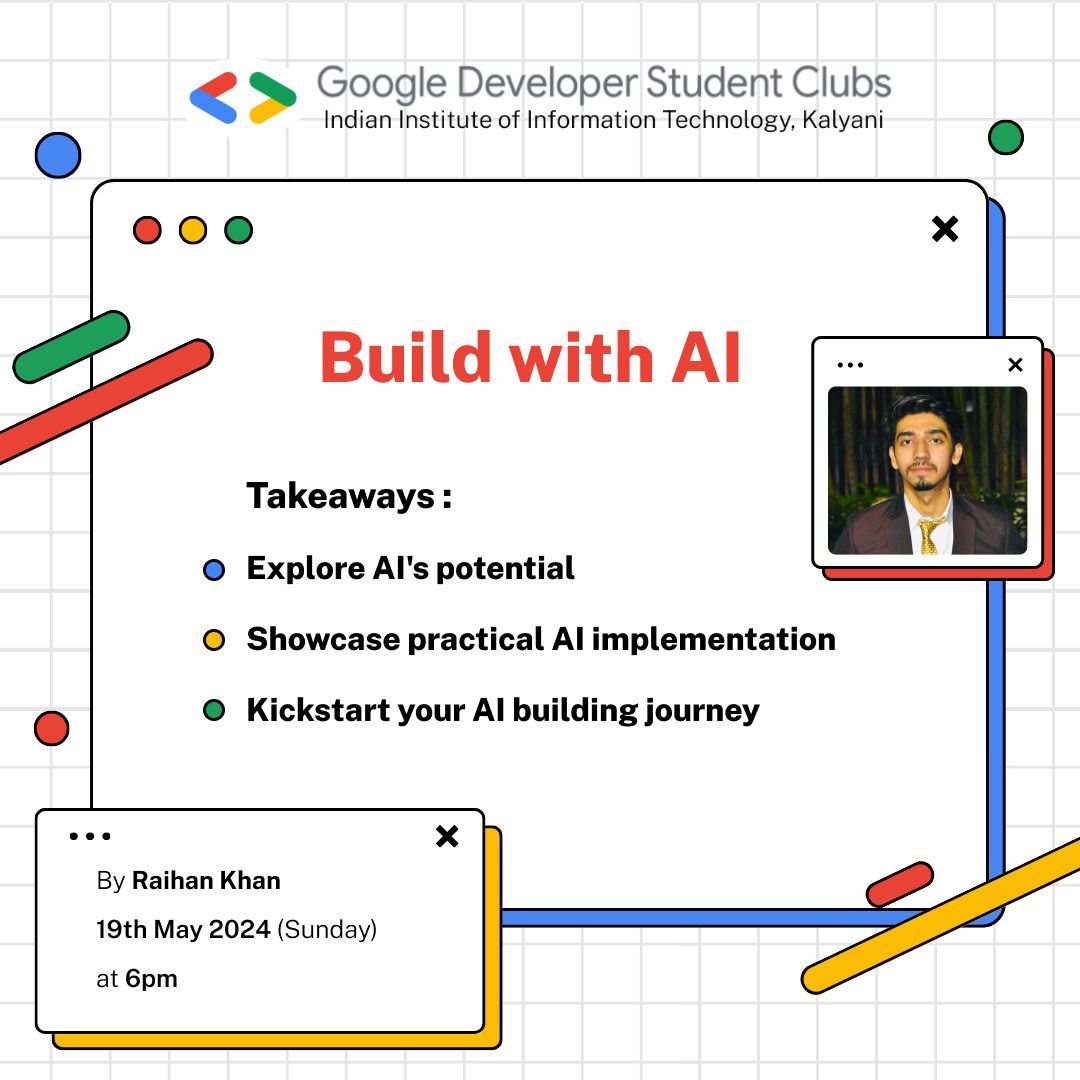 Google Developer Student Clubs
Indian Institute of Information Technology, Kalyani
Build with AI
Takeaways :
Explore AI's potential
Showcase practical AI implementation
Kickstart your AI building journey
By Raihan Khan
19th May 2024 (Sunday)
at 6pm